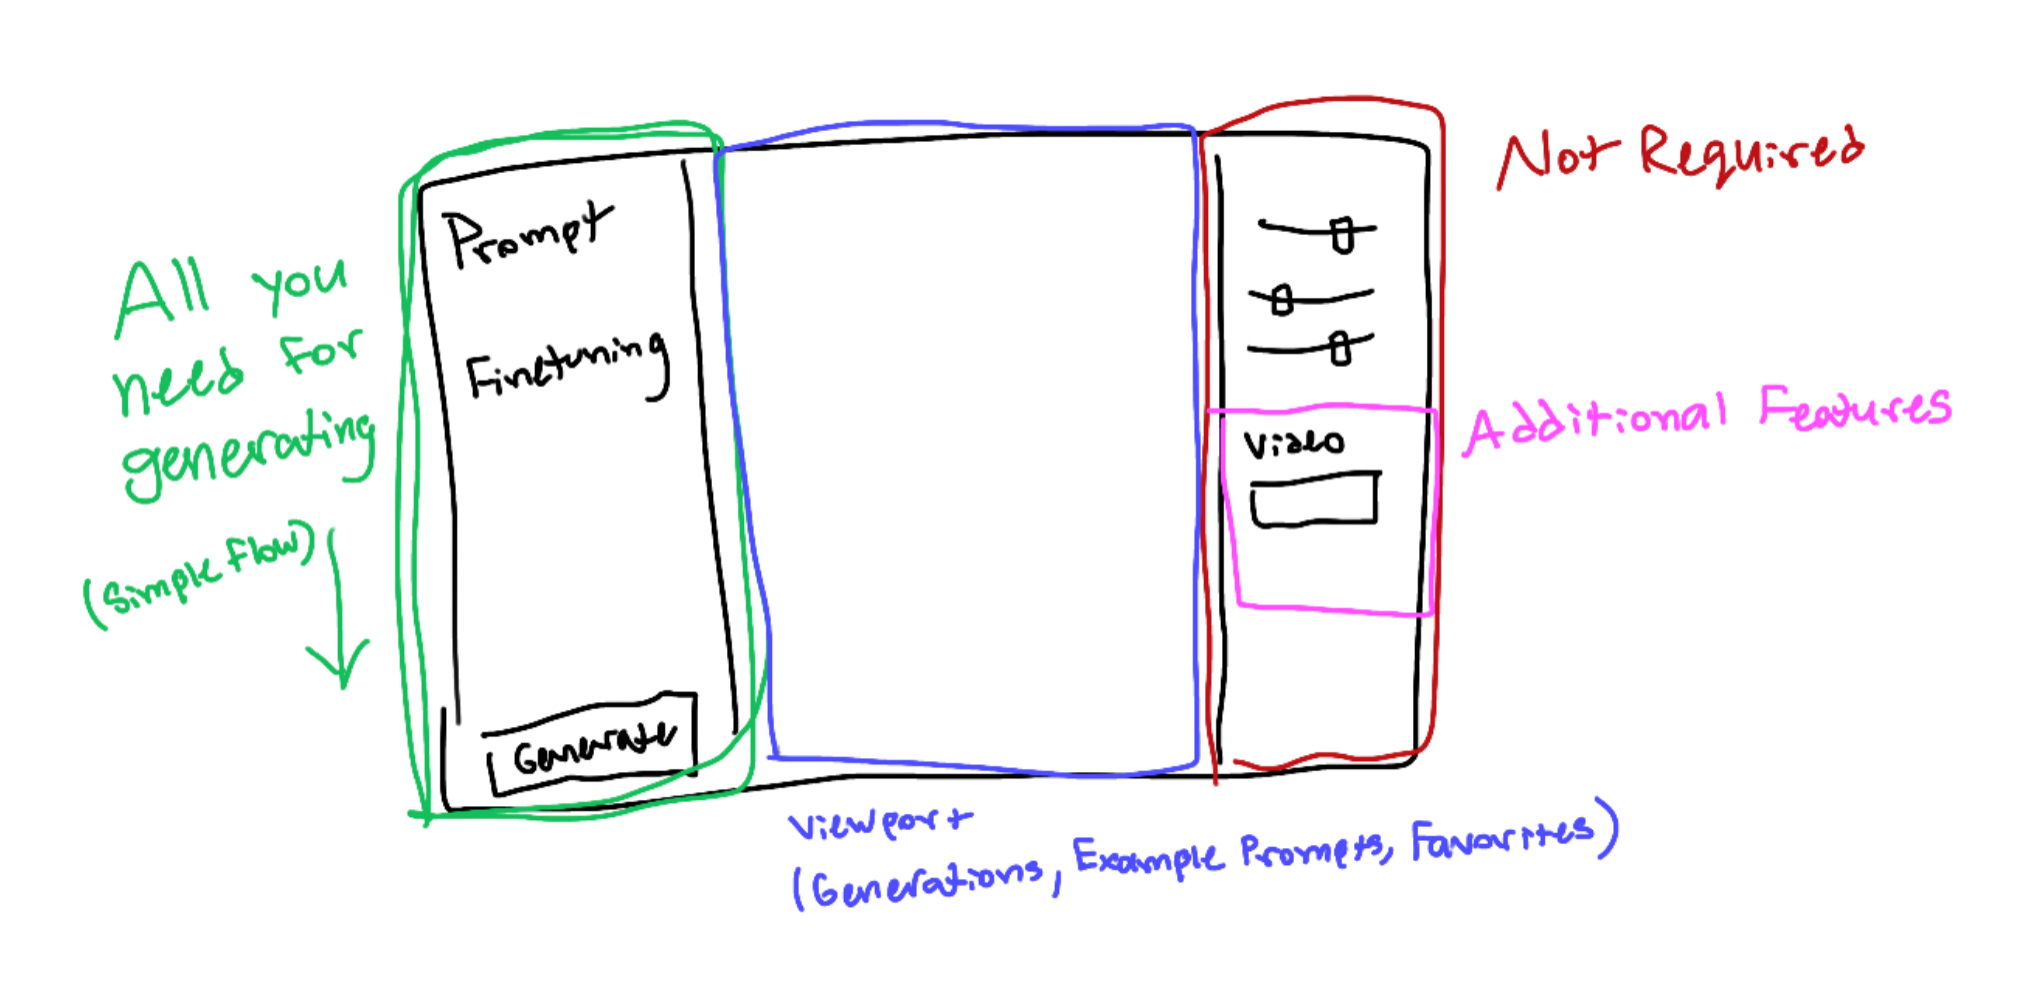 All you
need for
generating
(Simple Flow)
Prompt
Finetuning
Generate
Viewport
(Generations, Example Prompts, Favorites)
Not Required
Additional Features
Video